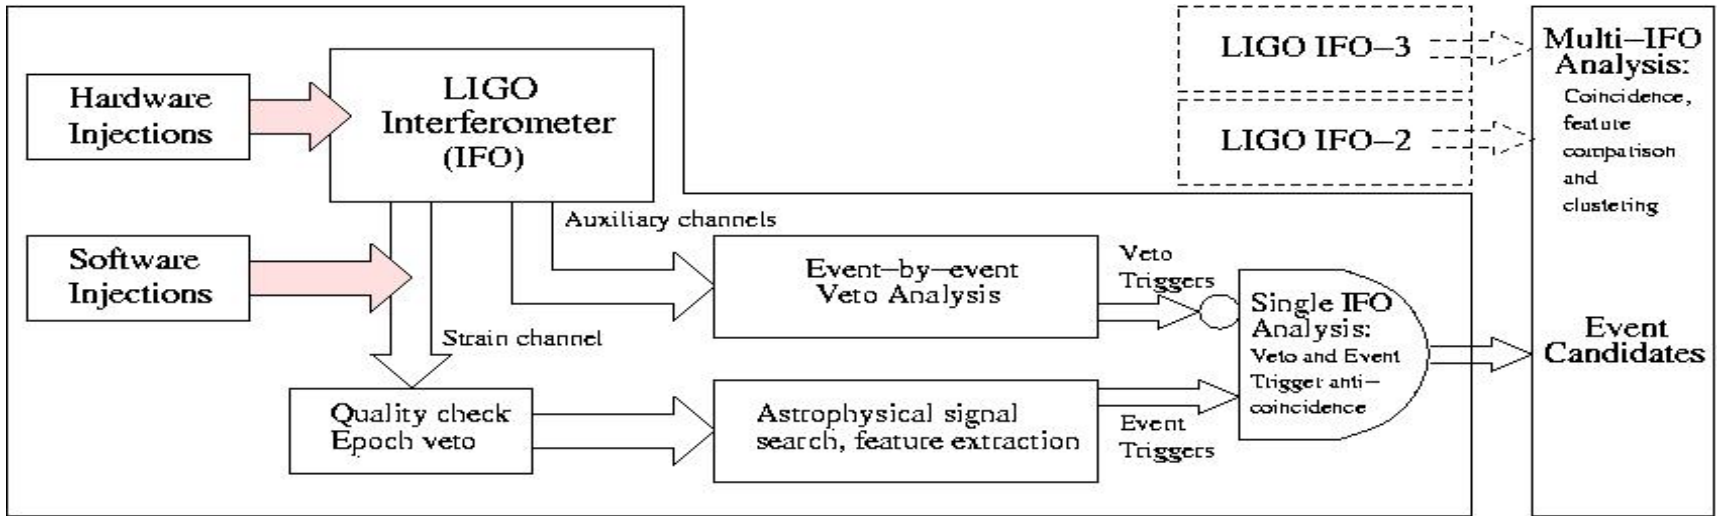 Hardware
Injections
LIGO
Interferometer
(IFO)
LIGO IFO–3
LIGO IFO–2
Multi–IFO
Analysis:
Coincidence,
feature
comparison
and
clustering
Auxiliary channels
Software
Injections
Strain channel
Event–by–event
Veto Analysis
Veto
Triggers
Single IFO
Analysis:
Veto and Event
Trigger anti–
coincidence
Event
Candidates
Quality check
Epoch veto
Astrophysical signal
search, feature extraction
Event
Triggers